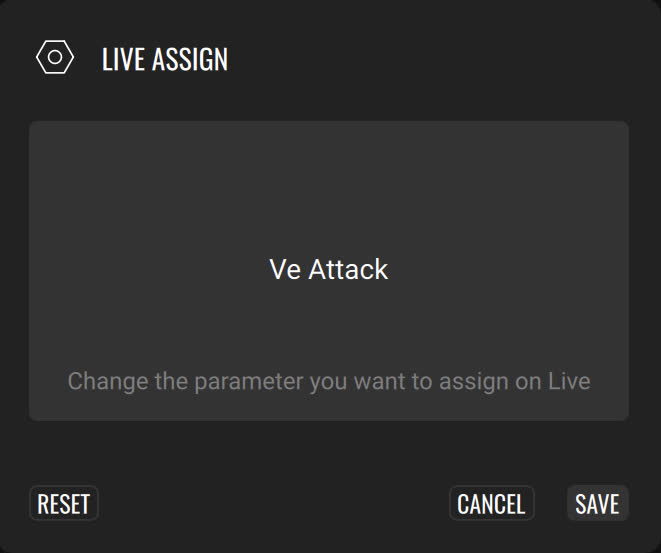 LIVE ASSIGN
Ve Attack
Change the parameter you want to assign on Live
RESET CANCEL SAVE